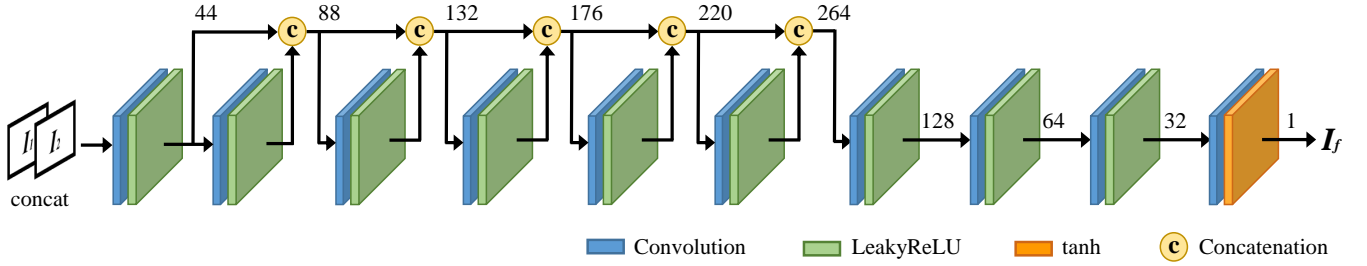 44 88 132 176 220 264
c c c c c
I1 I2
128 64 32 1 If
concat
Convolution LeakyReLU tanh c Concatenation